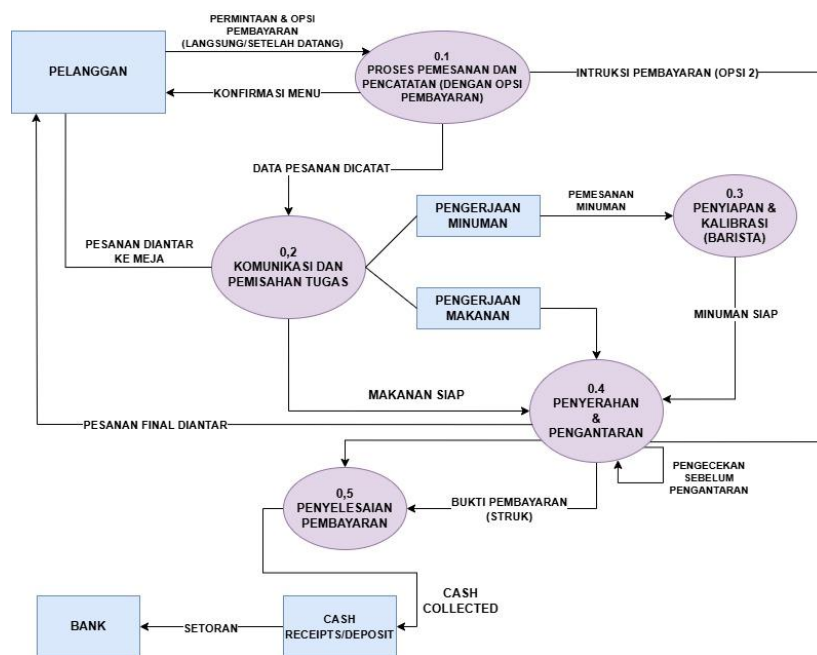 PERMINTAAN & OPSI
PEMBAYARAN
(LANGSUNG/SETELAH DATANG)
PELANGGAN
KONFIRMASI MENU
0.1
PROSES PEMESANAN DAN
PENCATATAN (DENGAN OPSI
PEMBAYARAN)
INTRUKSI PEMBAYARAN (OPSI 2)
DATA PESANAN DICATAT
PESANAN DIANTAR
KE MEJA
0,2
KOMUNIKASI DAN
PEMISAHAN TUGAS
PENGERJAAN
MINUMAN
PEMESANAN
MINUMAN
0.3
PENYIAPAN &
KALIBRASI
(BARISTA)
PENGERJAAN
MAKANAN
MINUMAN SIAP
MAKANAN SIAP
0.4
PENYERAHAN
&
PENGANTARAN
PESANAN FINAL DIANTAR
PENGECEKAN
SEBELUM
PENGANTARAN
0,5
PENYELESAIAN
PEMBAYARAN
BUKTI PEMBAYARAN
(STRUK)
CASH
COLLECTED
BANK
SETORAN
CASH
RECEIPTS/DEPOSIT